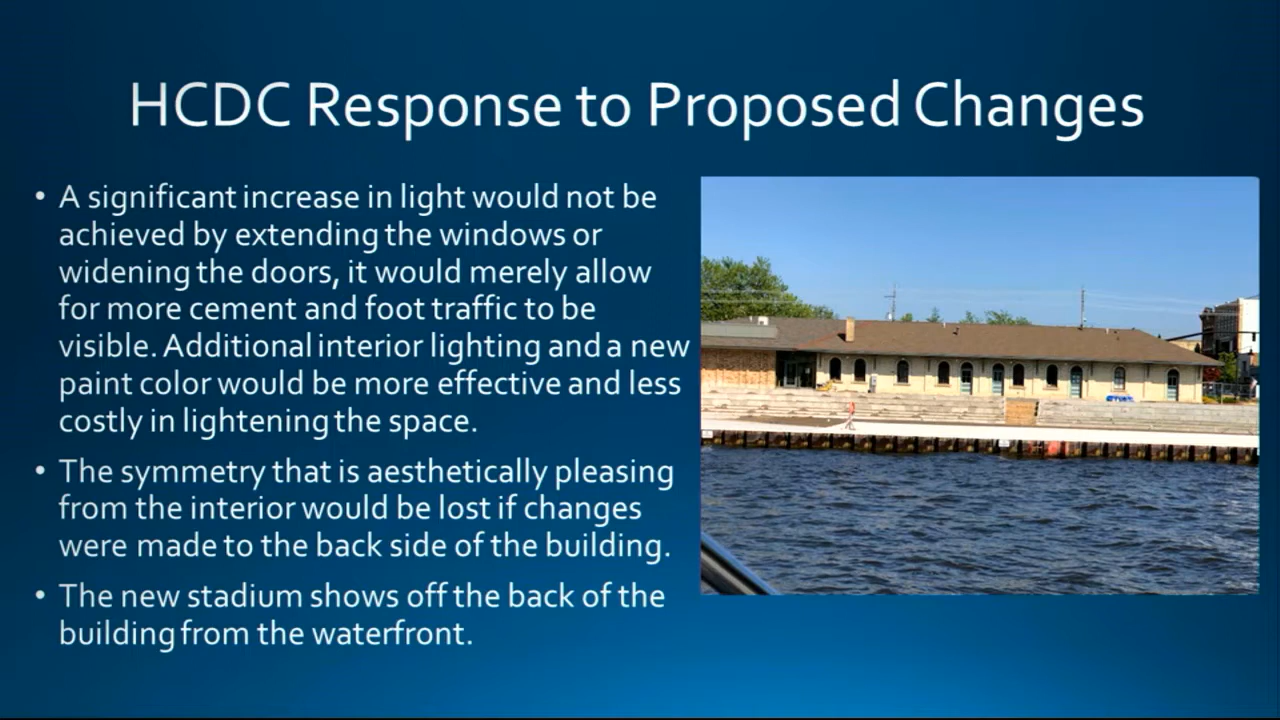 HCDC Response to Proposed Changes
• A significant increase in light would not be
achieved by extending the windows or
widening the doors, it would merely allow
for more cement and foot traffic to be
visible. Additional interior lighting and a new
paint color would be more effective and less
costly in lightening the space.
• The symmetry that is aesthetically pleasing
from the interior would be lost if changes
were made to the back side of the building.
• The new stadium shows off the back of the
building from the waterfront.